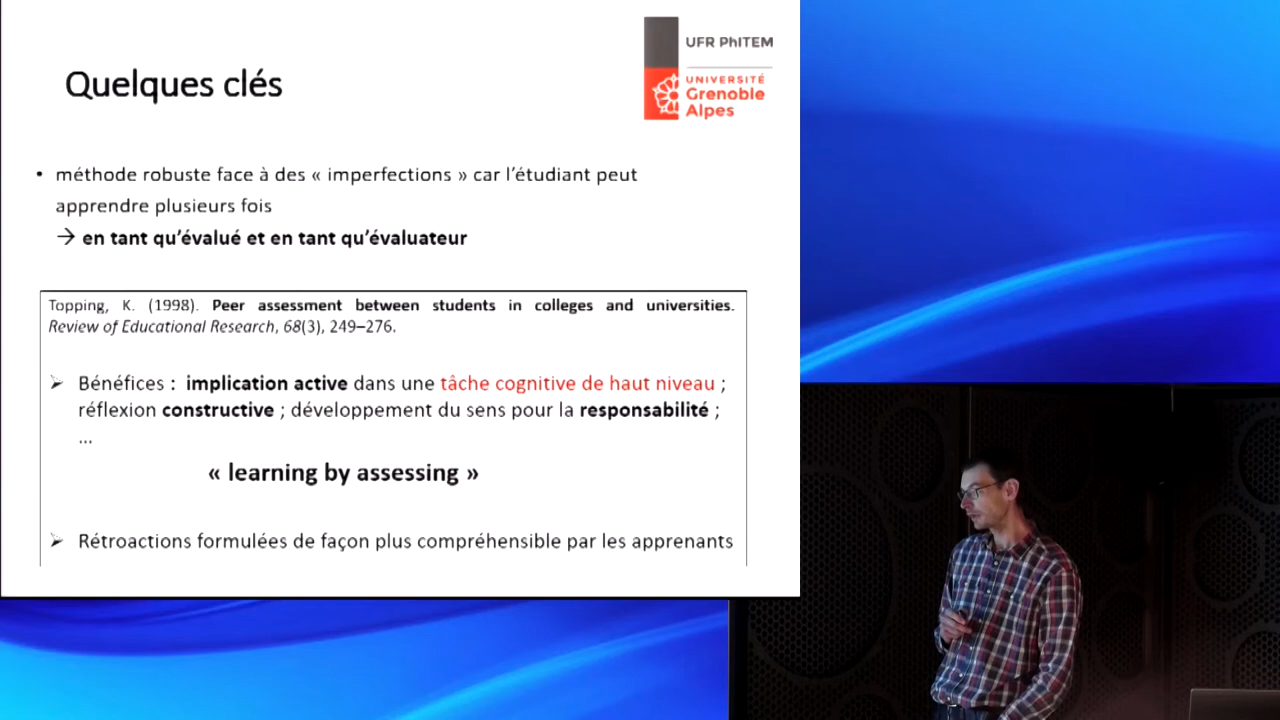 Quelques clés
UFR PhITEM
UNIVERSITÉ
Grenoble
Alpes
• méthode robuste face à des « imperfections » car l’étudiant peut
apprendre plusieurs fois
→ en tant qu’évalué et en tant qu’évaluateur
Topping, K. (1998). Peer assessment between students in colleges and universities.
Review of Educational Research, 68(3), 249–276.
➢ Bénéfices : implication active dans une tâche cognitive de haut niveau ;
réflexion constructive ; développement du sens pour la responsabilité ;
...
« learning by assessing »
➢ Rétroactions formulées de façon plus compréhensible par les apprenants